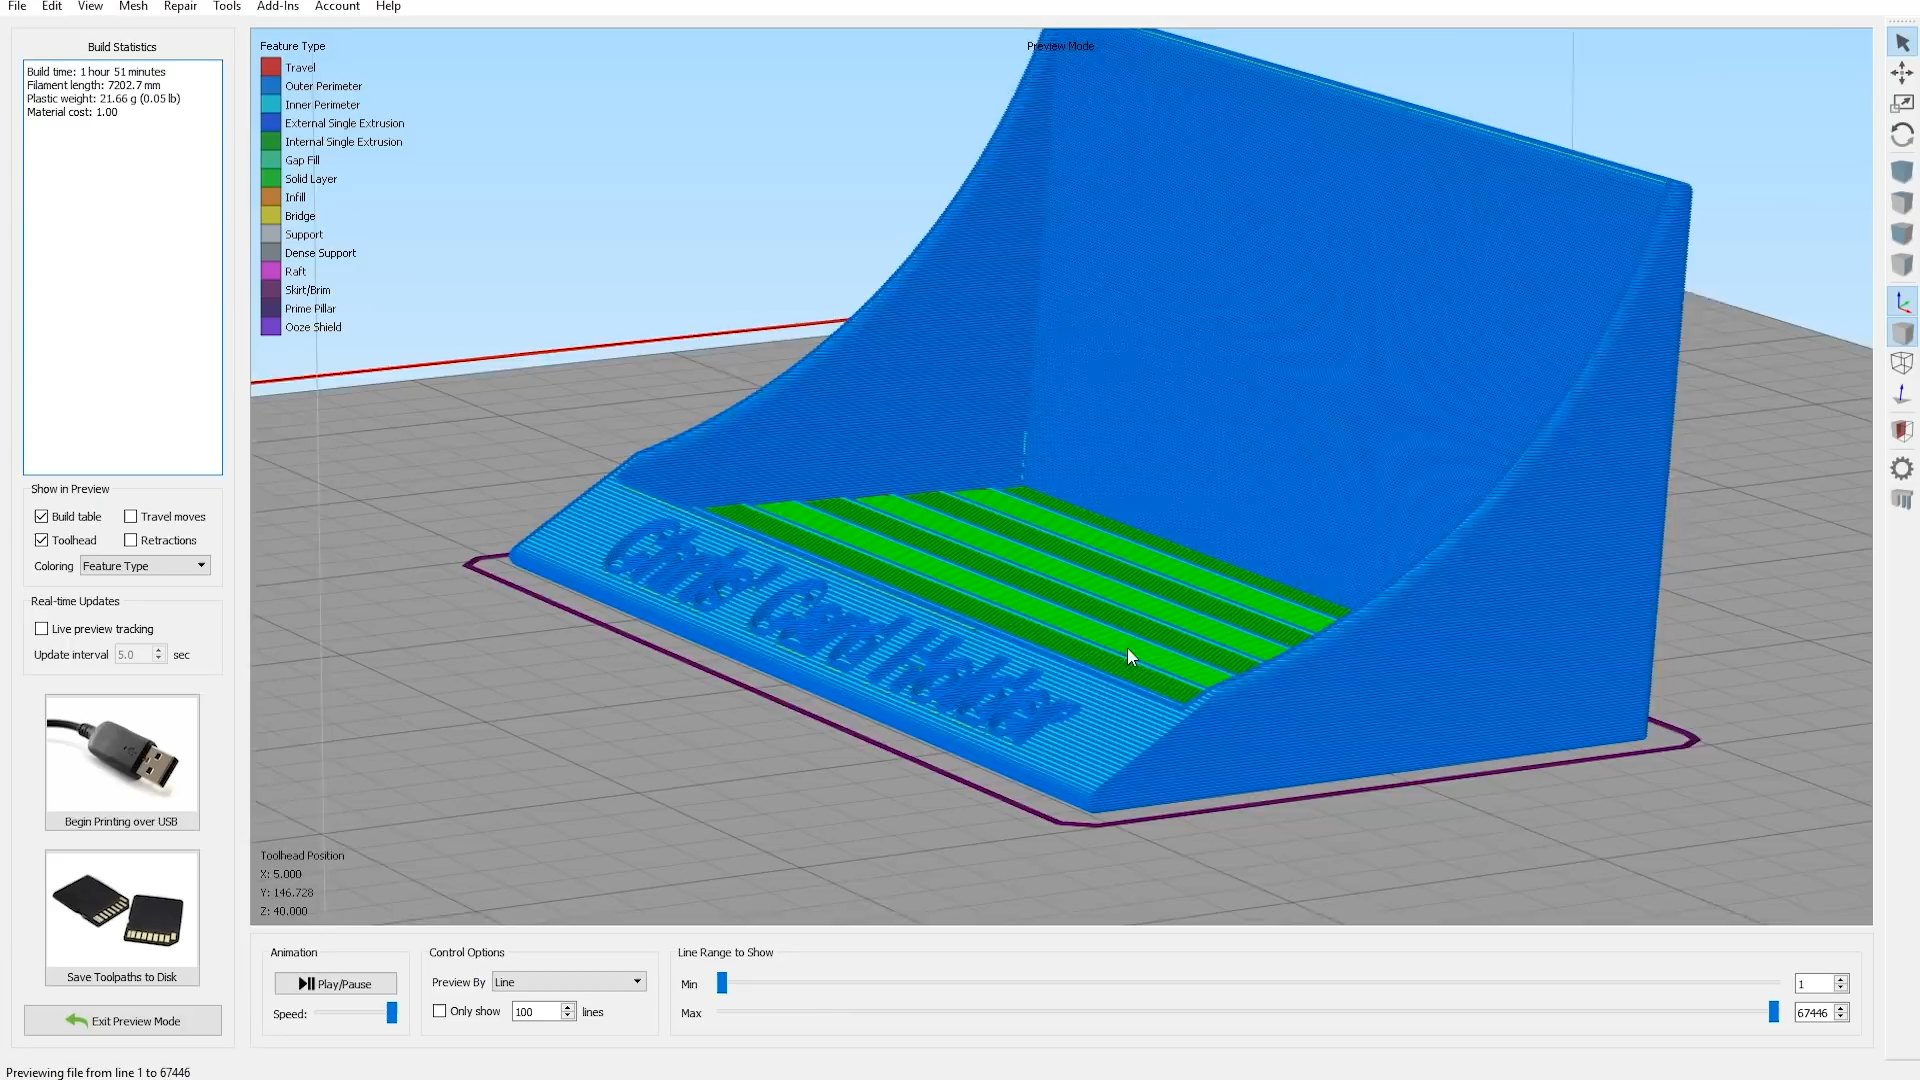 File Edit View Mesh Repair Tools Add-Ins Account Help
Build Statistics
Build time: 1 hour 51 minutes
Filament length: 7202.7 mm
Plastic weight: 21.66 g (0.05 lb)
Material cost: 1.00
Show in Preview
Build table
Travel moves
Toolhead
Retractions
Coloring
Feature Type
Real-time Updates
Live preview tracking
Update interval 5.0 sec
Begin Printing over USB
Save Toolpaths to Disk
Exit Preview Mode
Feature Type
Travel
Outer Perimeter
Inner Perimeter
External Single Extrusion
Internal Single Extrusion
Gap Fill
Solid Layer
Infill
Bridge
Support
Dense Support
Raft
Skirt/Brim
Prime Pillar
Ooze Shield
Preview Mode
Chris' Card Holder
Toolhead Position
X: 5.000
Y: 146.728
Z: 40.000
Animation
Play/Pause
Speed:
Control Options
Preview By Line
Only show 100 lines
Line Range to Show
Min 1
Max 67446
Previewing file from line 1 to 67446